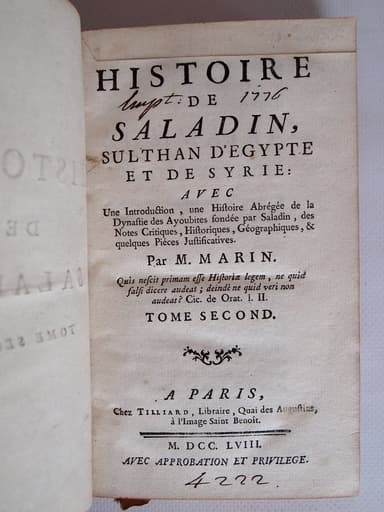 HISTOIRE
DE 1776
SALADIN,
SULTHAN D'EGYPTE
ET DE SYRIE:
AVEC
Une Introduction, une Histoire Abrégée de la
Dynastie des Ayoubites fondée par Saladin, des
Notes Critiques, Historiques, Géographiques, &
quelques Pièces Justificatives.
Par M. MARIN.
Quis neſcit primam eſſe Hiſtoriæ legem, ne quid
falſi dicere audeat; deindè ne quid veri non
audeat? Cic. de Orat. l. II.
TOME SECOND.
A PARIS,
Chez TILLIARD, Libraire, Quai des Auguſtins,
à l'Image Saint Benoît.
M. DCC. LVIII.
AVEC APPROBATION ET PRIVILEGE.
4222.